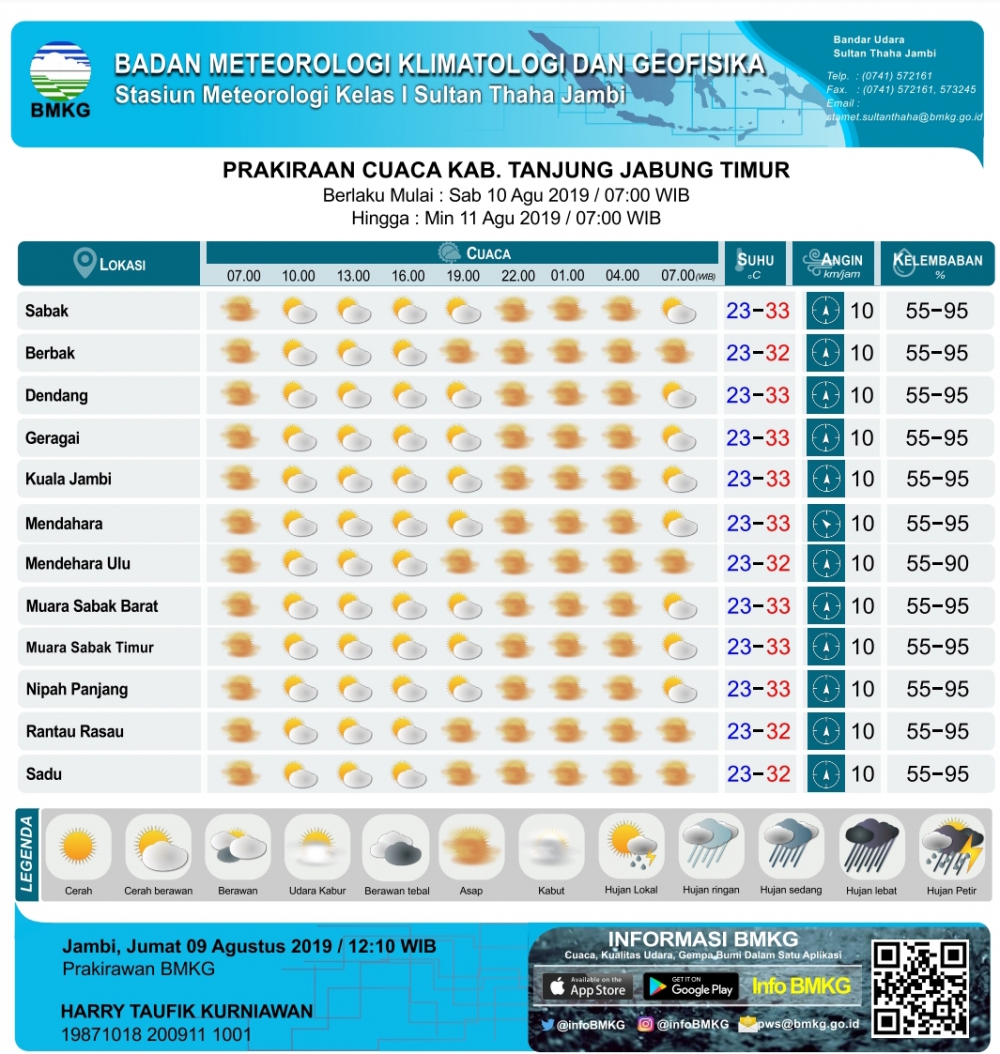 BMKG
BADAN METEOROLOGI KLIMATOLOGI DAN GEOFISIKA
Stasiun Meteorologi Kelas I Sultan Thaha Jambi
Bandar Udara
Sultan Thaha Jambi
Telp. : (0741) 572161
Fax. : (0741) 572161, 573245
Email :
stamet.sultanthaha@bmkg.go.id
PRAKIRAAN CUACA KAB. TANJUNG JABUNG TIMUR
Berlaku Mulai : Sab 10 Agu 2019 / 07:00 WIB
Hingga : Min 11 Agu 2019 / 07:00 WIB
LOKASI CUACA SUHU °C ANGIN km/jam KELEMBABAN %
07.00 10.00 13.00 16.00 19.00 22.00 01.00 04.00 07.00 (WIB)
Sabak 23-33 10 55-95
Berbak 23-32 10 55-95
Dendang 23-33 10 55-95
Geragai 23-33 10 55-95
Kuala Jambi 23-33 10 55-95
Mendahara 23-33 10 55-95
Mendehara Ulu 23-32 10 55-90
Muara Sabak Barat 23-33 10 55-95
Muara Sabak Timur 23-33 10 55-95
Nipah Panjang 23-33 10 55-95
Rantau Rasau 23-32 10 55-95
Sadu 23-32 10 55-95
LEGENDA
Cerah Cerah berawan Berawan Udara Kabur Berawan tebal Asap Kabut Hujan Lokal Hujan ringan Hujan sedang Hujan lebat Hujan Petir
Jambi, Jumat 09 Agustus 2019 / 12:10 WIB
Prakirawan BMKG
HARRY TAUFIK KURNIAWAN
19871018 200911 1001
INFORMASI BMKG
Cuaca, Kualitas Udara, Gempa Bumi Dalam Satu Aplikasi
Available on the App Store
GET IT ON Google Play
Info BMKG
@infoBMKG @infoBMKG pws@bmkg.go.id